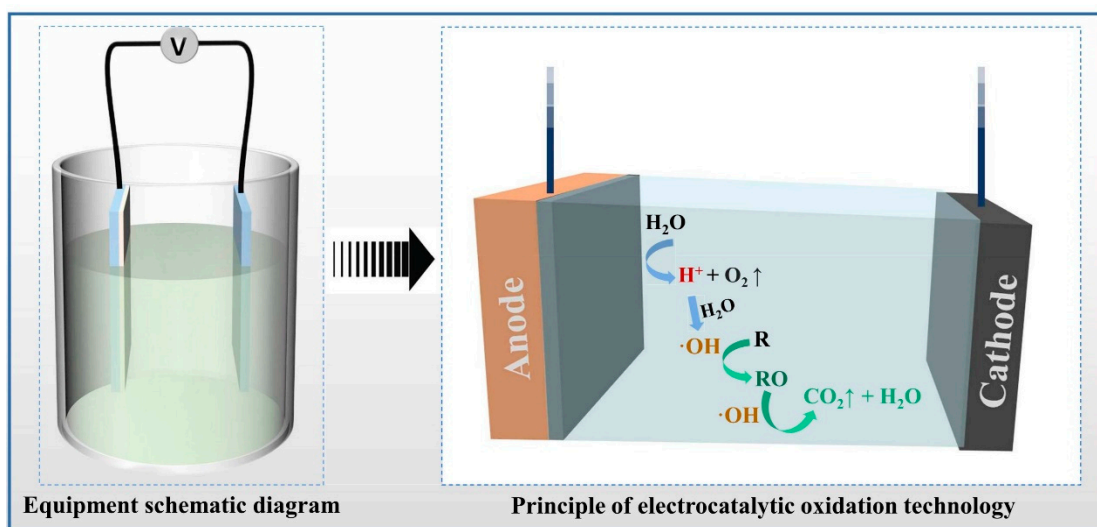 V
Equipment schematic diagram
Anode
H₂O
H⁺ + O₂↑
H₂O
·OH
R
RO
·OH
CO₂↑ + H₂O
Cathode
Principle of electrocatalytic oxidation technology